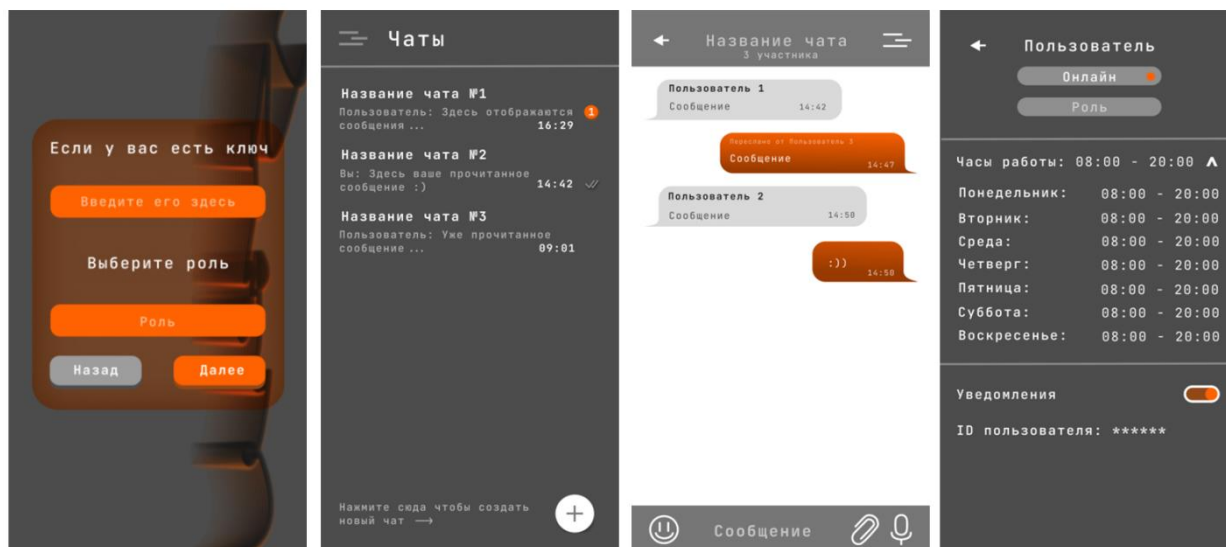 Если у вас есть ключ
Введите его здесь
Выберите роль
Роль
Назад
Далее
Чаты
Название чата №1
Пользователь: Здесь отображаются
сообщения ...
1
16:29
Название чата №2
Вы: Здесь ваше прочитанное
сообщение :)
14:42
Название чата №3
Пользователь: Уже прочитанное
сообщение ...
09:01
Нажмите сюда чтобы создать
новый чат →
Название чата
3 участника
Пользователь 1
Сообщение
14:42
Переслано от Пользователь 3
Сообщение
14:47
Пользователь 2
Сообщение
14:50
:))
14:50
Сообщение
Пользователь
Онлайн
Роль
Часы работы: 08:00 - 20:00
Понедельник: 08:00 - 20:00
Вторник: 08:00 - 20:00
Среда: 08:00 - 20:00
Четверг: 08:00 - 20:00
Пятница: 08:00 - 20:00
Суббота: 08:00 - 20:00
Воскресенье: 08:00 - 20:00
Уведомления
ID пользователя: ******